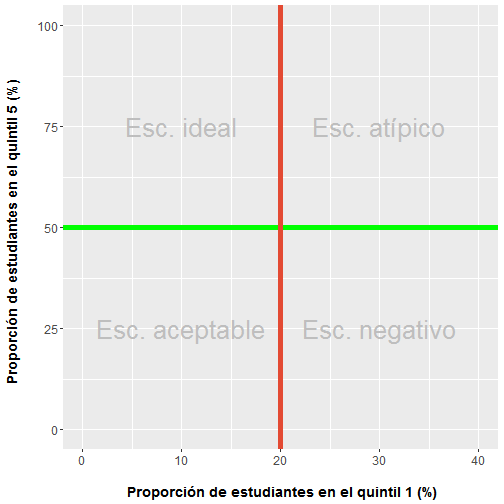 Proporción de estudiantes en el quintil 5 (%)
100
75
50
25
0
Esc. ideal
Esc. atípico
Esc. aceptable
Esc. negativo
0
10
20
30
40
Proporción de estudiantes en el quintil 1 (%)